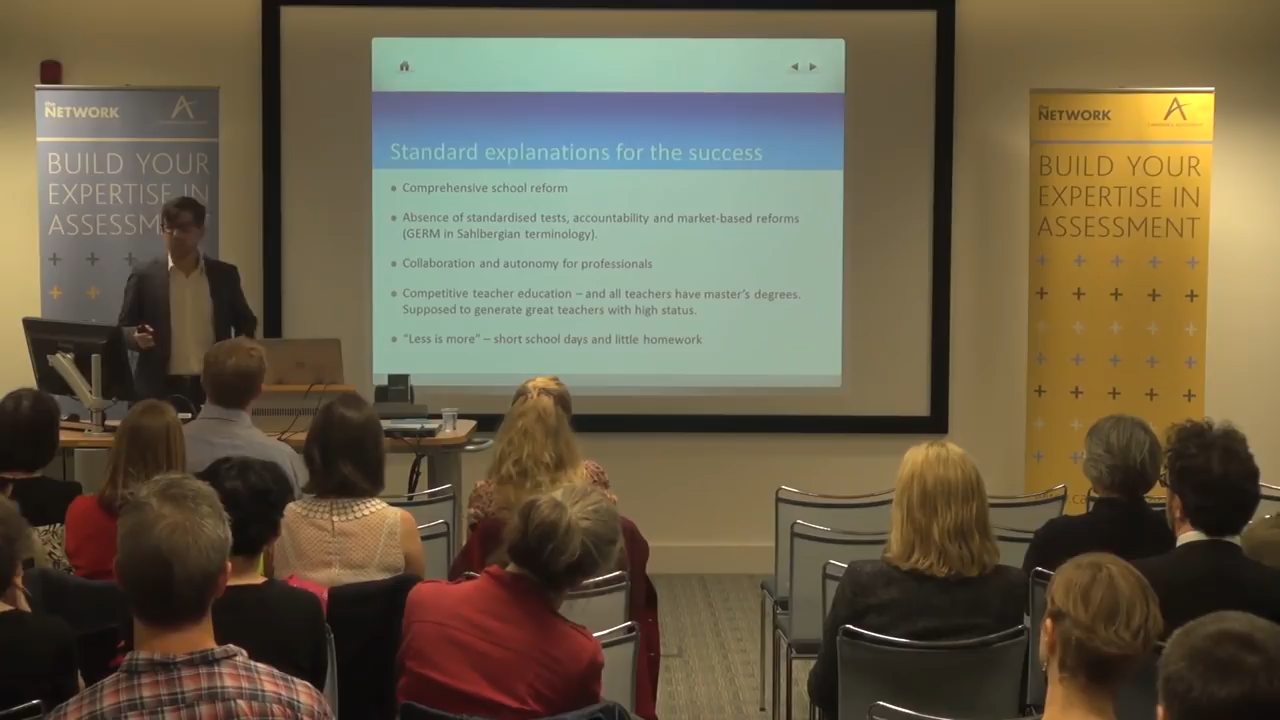 the NETWORK
BUILD YOUR
EXPERTISE IN
ASSESSM
Standard explanations for the success
• Comprehensive school reform
• Absence of standardised tests, accountability and market-based reforms
(GERM in Sahlbergian terminology).
• Collaboration and autonomy for professionals
• Competitive teacher education – and all teachers have master's degrees.
Supposed to generate great teachers with high status.
• "Less is more" – short school days and little homework
the NETWORK
BUILD YOUR
EXPERTISE IN
ASSESSMENT